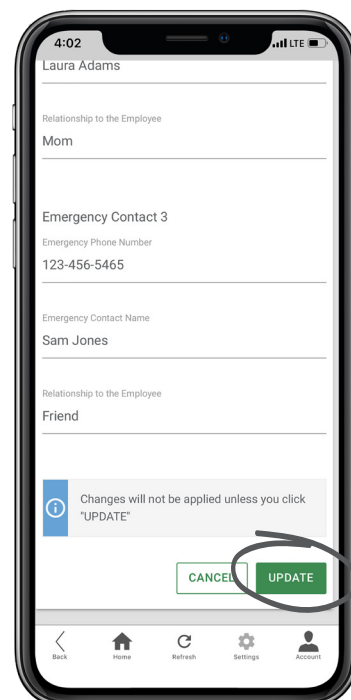 4:02
LTE
Laura Adams
Relationship to the Employee
Mom
Emergency Contact 3
Emergency Phone Number
123-456-5465
Emergency Contact Name
Sam Jones
Relationship to the Employee
Friend
Changes will not be applied unless you click
"UPDATE"
CANCEL UPDATE
Back Home Refresh Settings Account